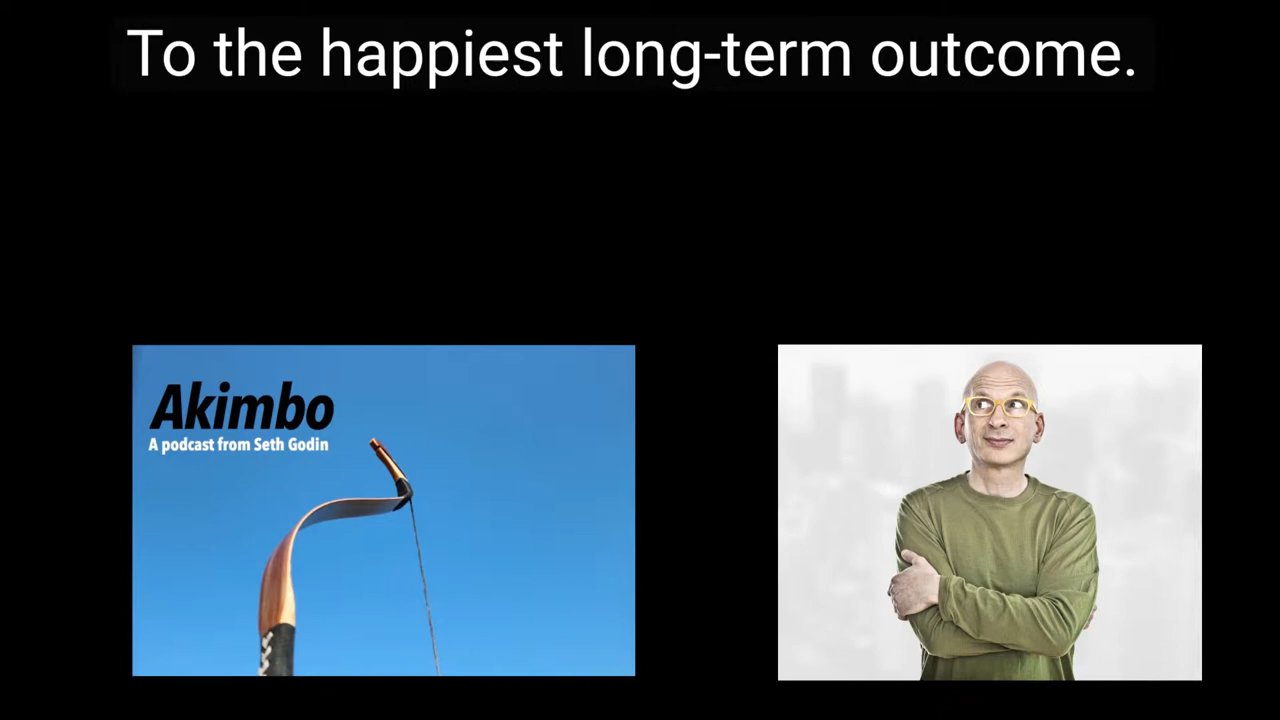 To the happiest long-term outcome.
Akimbo
A podcast from Seth Godin